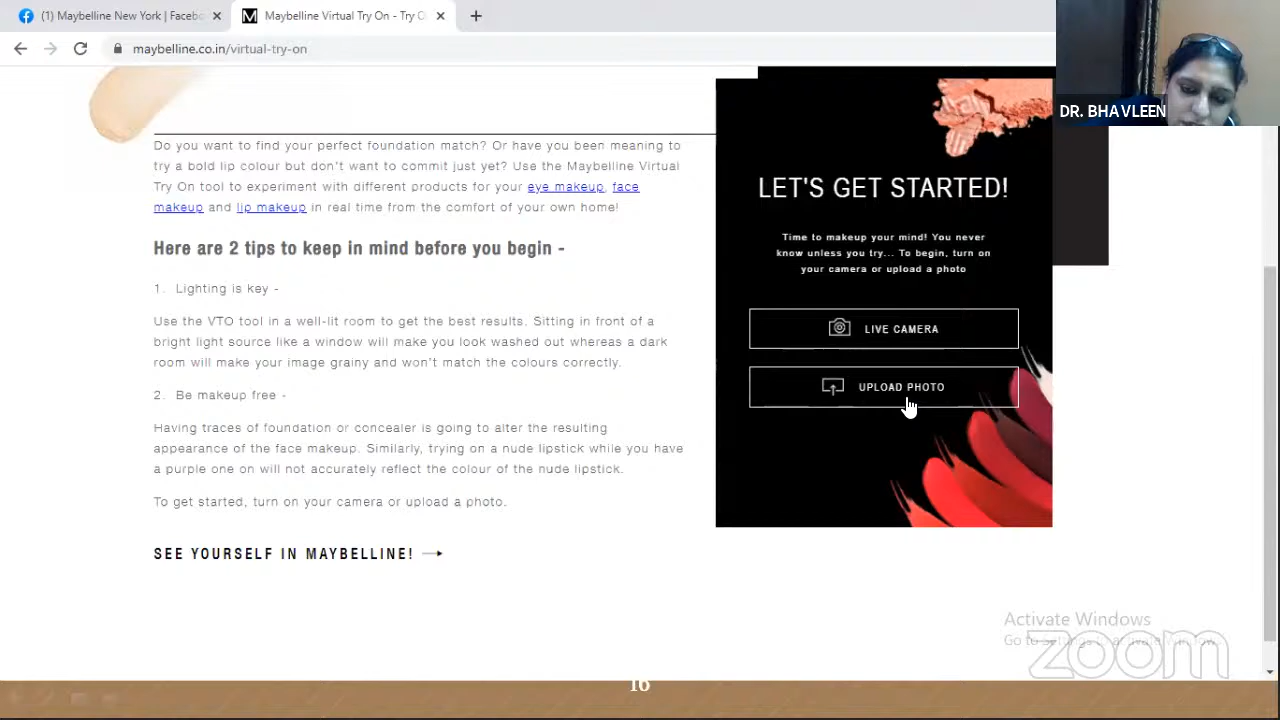 (1) Maybelline New York | Facebo
Maybelline Virtual Try On - Try O
maybelline.co.in/virtual-try-on
DR. BHAVLEEN
Do you want to find your perfect foundation match? Or have you been meaning to
try a bold lip colour but don't want to commit just yet? Use the Maybelline Virtual
Try On tool to experiment with different products for your eye makeup, face
makeup and lip makeup in real time from the comfort of your own home!
Here are 2 tips to keep in mind before you begin -
1. Lighting is key -
Use the VTO tool in a well-lit room to get the best results. Sitting in front of a
bright light source like a window will make you look washed out whereas a dark
room will make your image grainy and won't match the colours correctly.
2. Be makeup free -
Having traces of foundation or concealer is going to alter the resulting
appearance of the face makeup. Similarly, trying on a nude lipstick while you have
a purple one on will not accurately reflect the colour of the nude lipstick.
To get started, turn on your camera or upload a photo.
SEE YOURSELF IN MAYBELLINE!
LET'S GET STARTED!
Time to makeup your mind! You never
know unless you try... To begin, turn on
your camera or upload a photo
LIVE CAMERA
UPLOAD PHOTO
Activate Windows
Go to Settings to activate Windows.
zoom
16